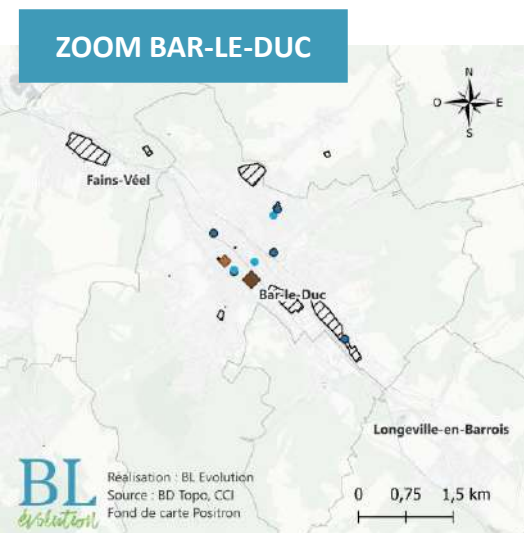 ZOOM BAR-LE-DUC
N
O E
S
Fains-Véel
Bar-le-Duc
Longeville-en-Barrois
BL
évolution
Réalisation : BL Evolution
Source : BD Topo, CCI
Fond de carte Positron
0 0,75 1,5 km